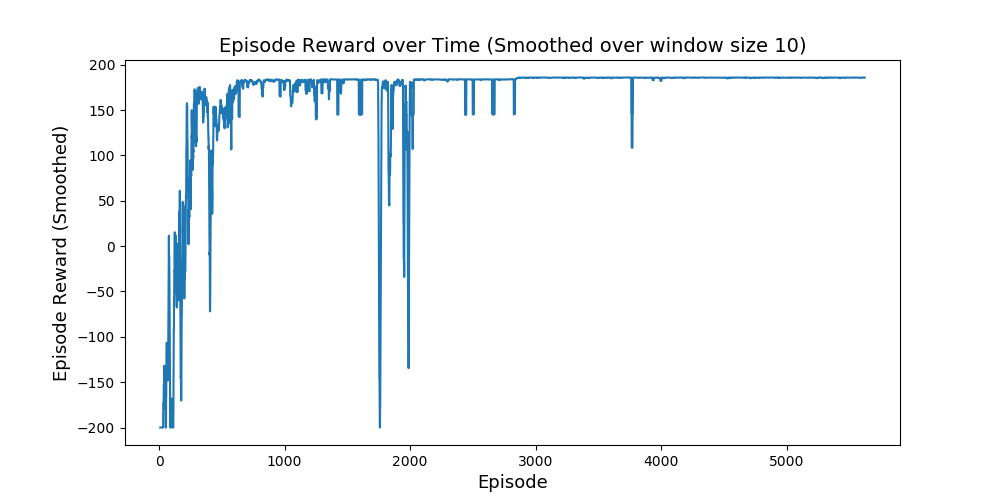 Episode Reward over Time (Smoothed over window size 10)
200
150
100
50
0
−50
−100
−150
−200
Episode Reward (Smoothed)
0 1000 2000 3000 4000 5000
Episode